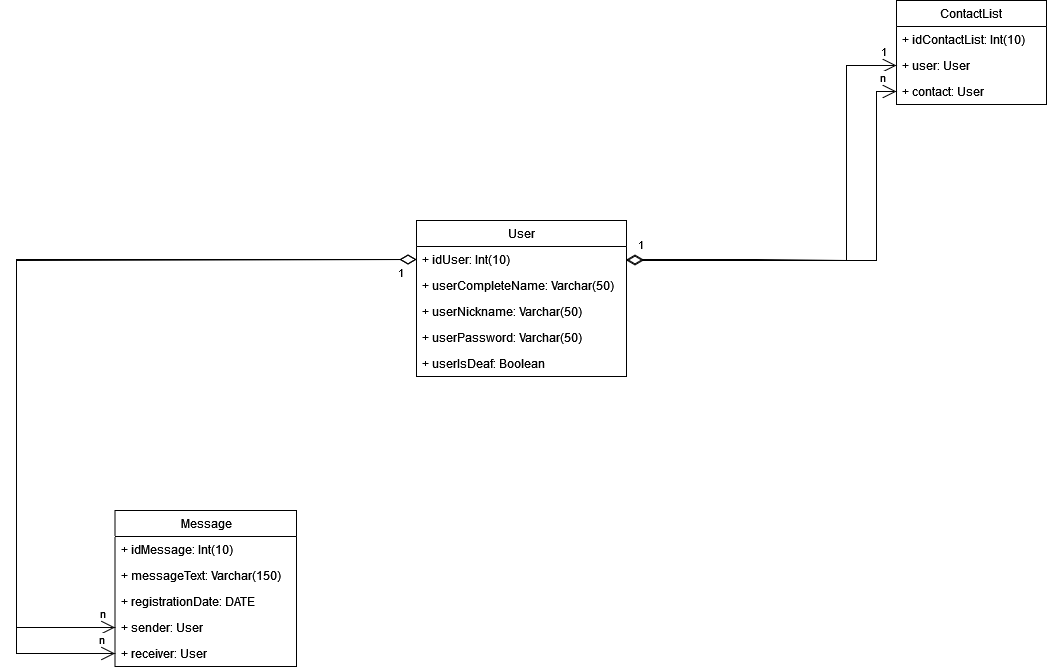 ContactList
+ idContactList: Int(10)
1
+ user: User
n
+ contact: User
User
1
+ idUser: Int(10)
1
+ userCompleteName: Varchar(50)
+ userNickname: Varchar(50)
+ userPassword: Varchar(50)
+ userIsDeaf: Boolean
Message
+ idMessage: Int(10)
+ messageText: Varchar(150)
+ registrationDate: DATE
n
+ sender: User
n
+ receiver: User